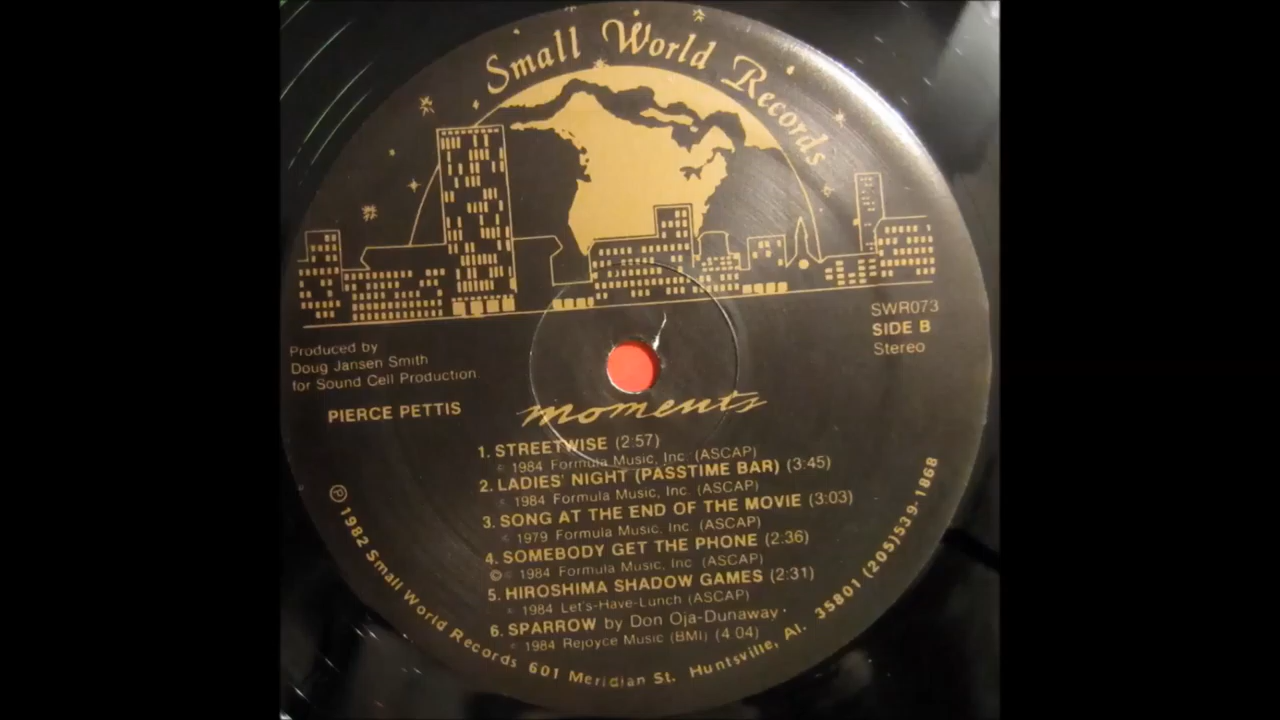 Small World Records
SWR073
SIDE B
Stereo
Produced by
Doug Jansen Smith
for Sound Cell Production
PIERCE PETTIS
moments
1. STREETWISE (2:57)
© 1984 Formula Music, Inc. (ASCAP)
2. LADIES' NIGHT (PASSTIME BAR) (3:45)
© 1984 Formula Music, Inc. (ASCAP)
3. SONG AT THE END OF THE MOVIE (3:03)
© 1979 Formula Music, Inc. (ASCAP)
4. SOMEBODY GET THE PHONE (2:36)
© 1984 Formula Music, Inc (ASCAP)
5. HIROSHIMA SHADOW GAMES (2:31)
© 1984 Let's-Have-Lunch (ASCAP)
6. SPARROW by Don Oja-Dunaway
© 1984 Rejoyce Music (BMI) (4 04)
℗ 1982 Small World Records 601 Meridian St. Huntsville, Al. 35801 (205)539-1868